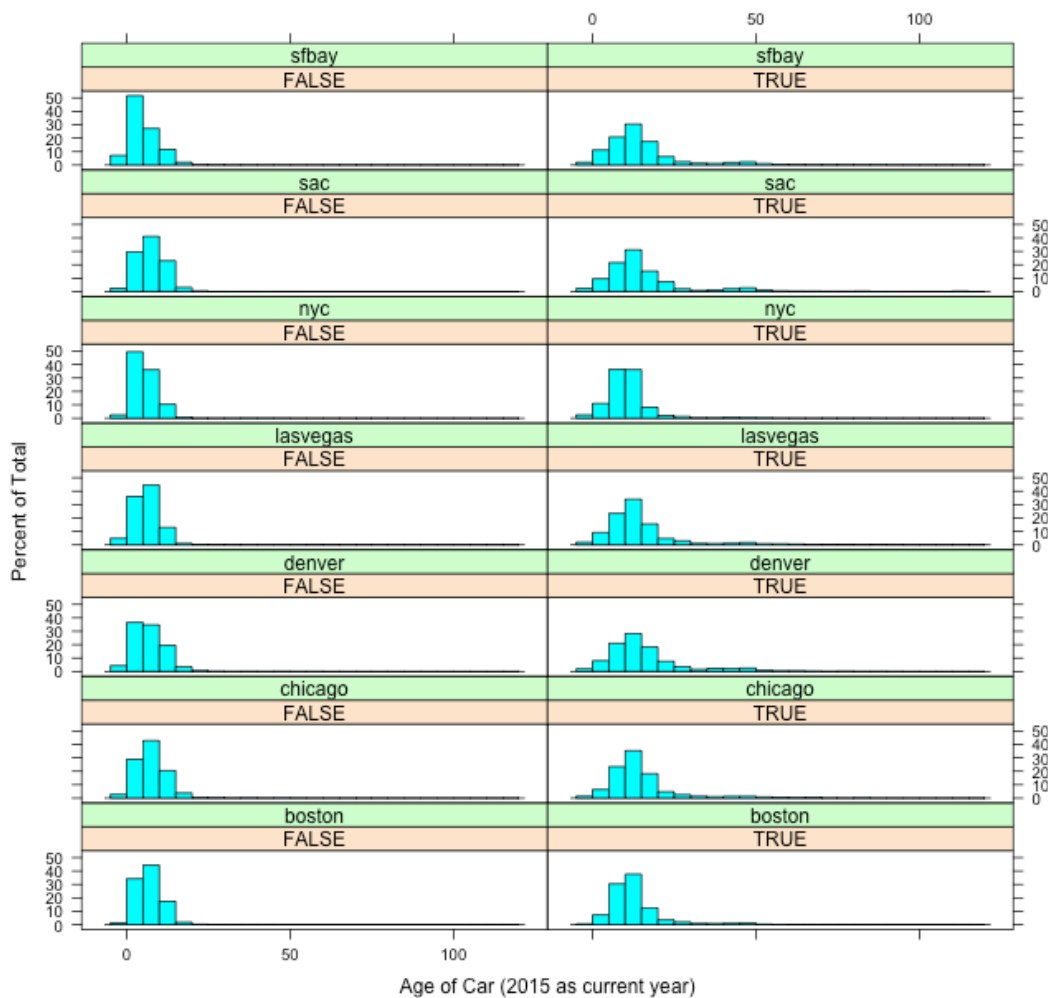 0 50 100
sfbay sfbay
FALSE TRUE
50
40
30
20
10
0
sac sac
FALSE TRUE
50
40
30
20
10
0
nyc nyc
FALSE TRUE
50
40
30
20
10
0
lasvegas lasvegas
FALSE TRUE
50
40
30
20
10
0
denver denver
FALSE TRUE
50
40
30
20
10
0
chicago chicago
FALSE TRUE
50
40
30
20
10
0
boston boston
FALSE TRUE
50
40
30
20
10
0
0 50 100
Percent of Total
Age of Car (2015 as current year)